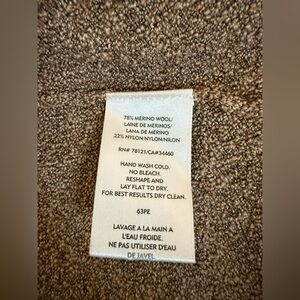 78% MERINO WOOL/
LAINE DE MERINOS/
LANA DE MERINO
22% NYLON/NYLON/NILON
RN# 78121/CA#34460
HAND WASH COLD.
NO BLEACH.
RESHAPE AND
LAY FLAT TO DRY.
FOR BEST RESULTS DRY CLEAN.
63PE
LAVAGE A LA MAIN A
L'EAU FROIDE.
NE PAS UTILISER D'EAU
DE JAVEL.